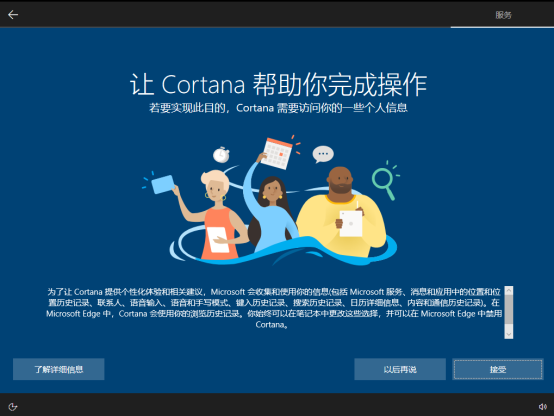 服务
让 Cortana 帮助你完成操作
若要实现此目的，Cortana 需要访问你的一些个人信息
为了让 Cortana 提供个性化体验和相关建议，Microsoft 会收集和使用你的信息(包括 Microsoft 服务、消息和应用中的位置和位
置历史记录、联系人、语音输入、语音和手写模式、键入历史记录、搜索历史记录、日历详细信息、内容和通信历史记录)。在
Microsoft Edge 中，Cortana 会使用你的浏览历史记录。你始终可以在笔记本中更改这些选择，并可以在 Microsoft Edge 中禁用
Cortana。
了解详细信息
以后再说
接受